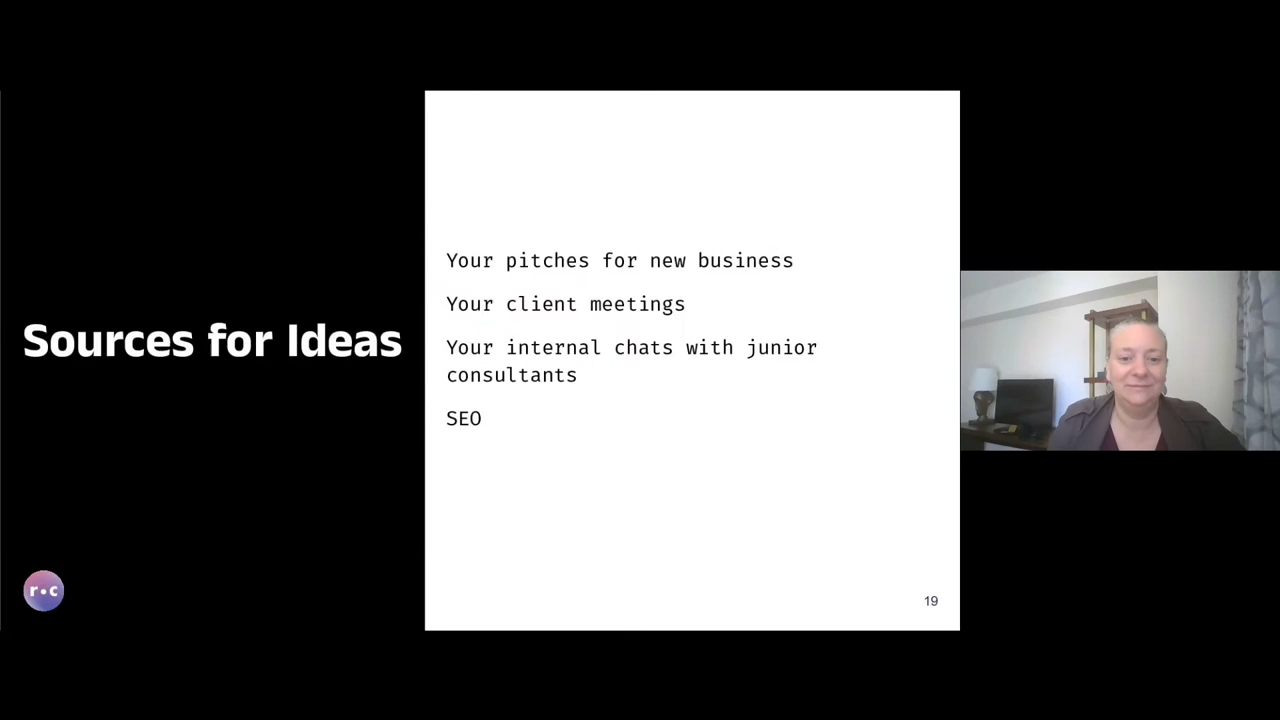 Sources for Ideas
Your pitches for new business
Your client meetings
Your internal chats with junior
consultants
SEO
r•c
19